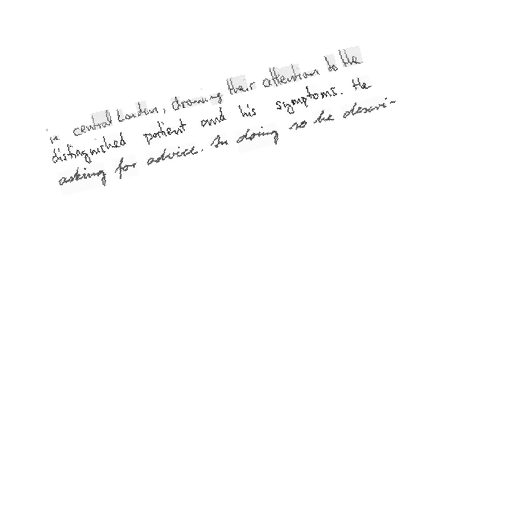 in central London, drawing their attention to the
distinguished patient and his symptoms. He
asking for advice. In doing so he descri-